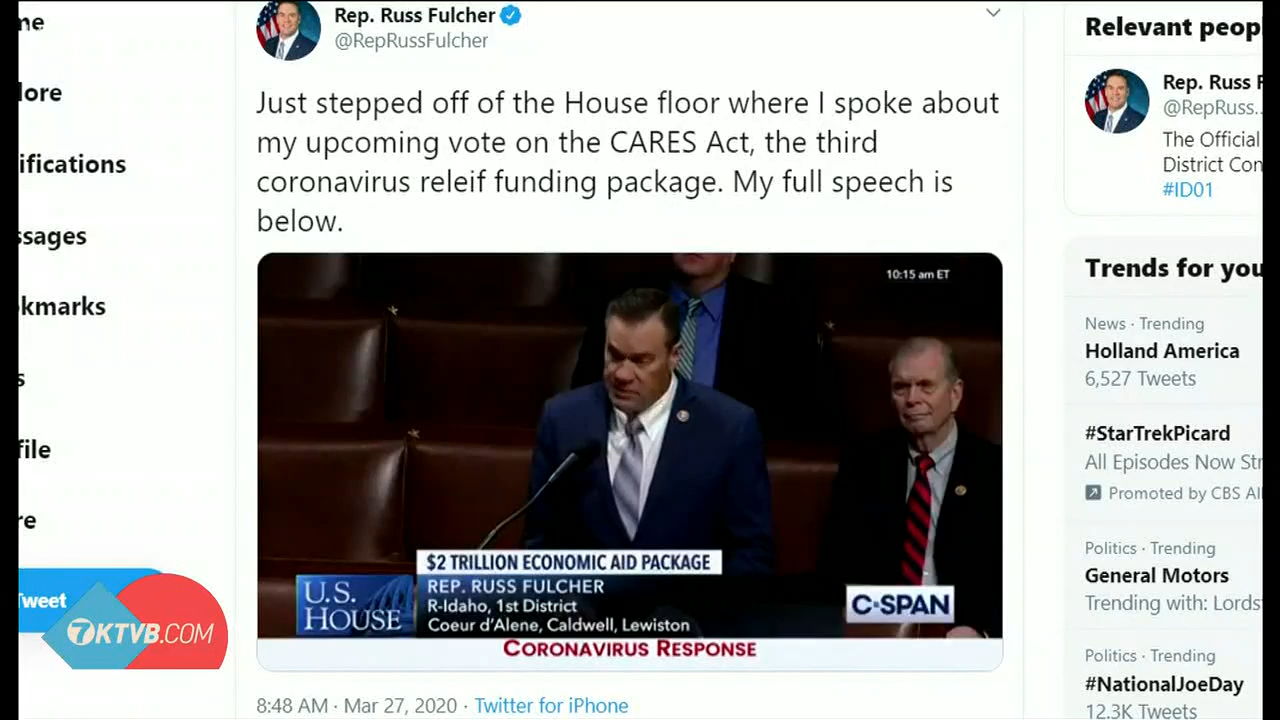 me
lore
ifications
ssages
kmarks
s
file
re
Tweet
7KTVB.COM
Rep. Russ Fulcher
@RepRussFulcher
Just stepped off of the House floor where I spoke about
my upcoming vote on the CARES Act, the third
coronavirus releif funding package. My full speech is
below.
10:15 am ET
$2 TRILLION ECONOMIC AID PACKAGE
U.S. HOUSE
REP. RUSS FULCHER
R-Idaho, 1st District
Coeur d'Alene, Caldwell, Lewiston
C-SPAN
CORONAVIRUS RESPONSE
8:48 AM · Mar 27, 2020 · Twitter for iPhone
Relevant peopl
Rep. Russ F
@RepRuss..
The Official
District Con
#ID01
Trends for you
News · Trending
Holland America
6,527 Tweets
#StarTrekPicard
All Episodes Now Str
Promoted by CBS All
Politics · Trending
General Motors
Trending with: Lords
Politics · Trending
#NationalJoeDay
12.3K Tweets